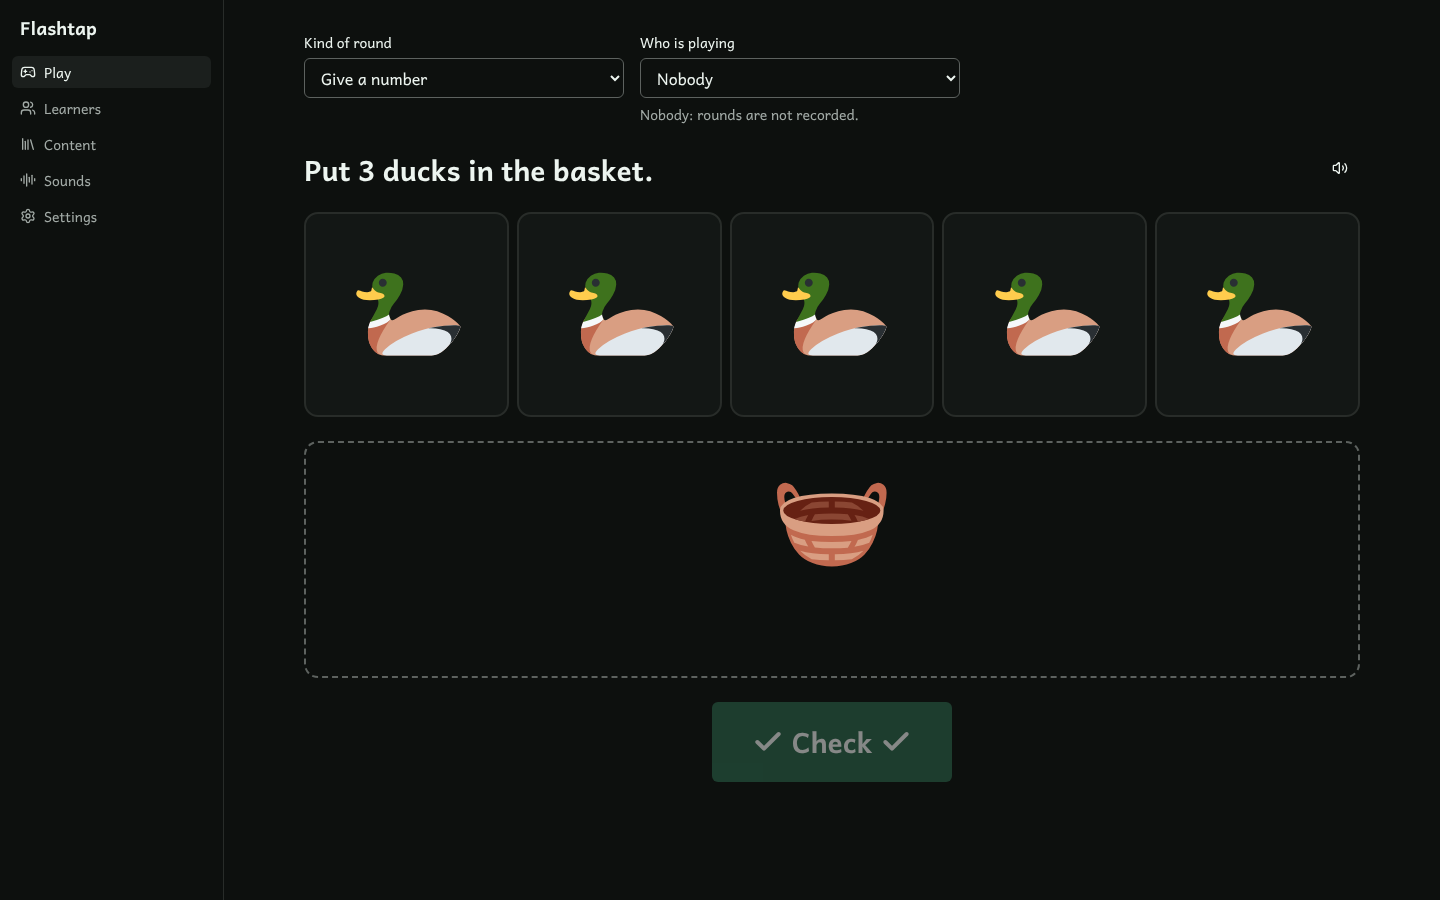 Flashtap
Play
Learners
Content
Sounds
Settings
Kind of round
Give a number
Who is playing
Nobody
Nobody: rounds are not recorded.
Put 3 ducks in the basket.
Check